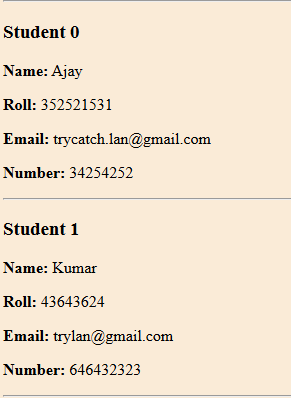 Student 0
Name: Ajay
Roll: 352521531
Email: trycatch.lan@gmail.com
Number: 34254252
Student 1
Name: Kumar
Roll: 43643624
Email: trylan@gmail.com
Number: 646432323